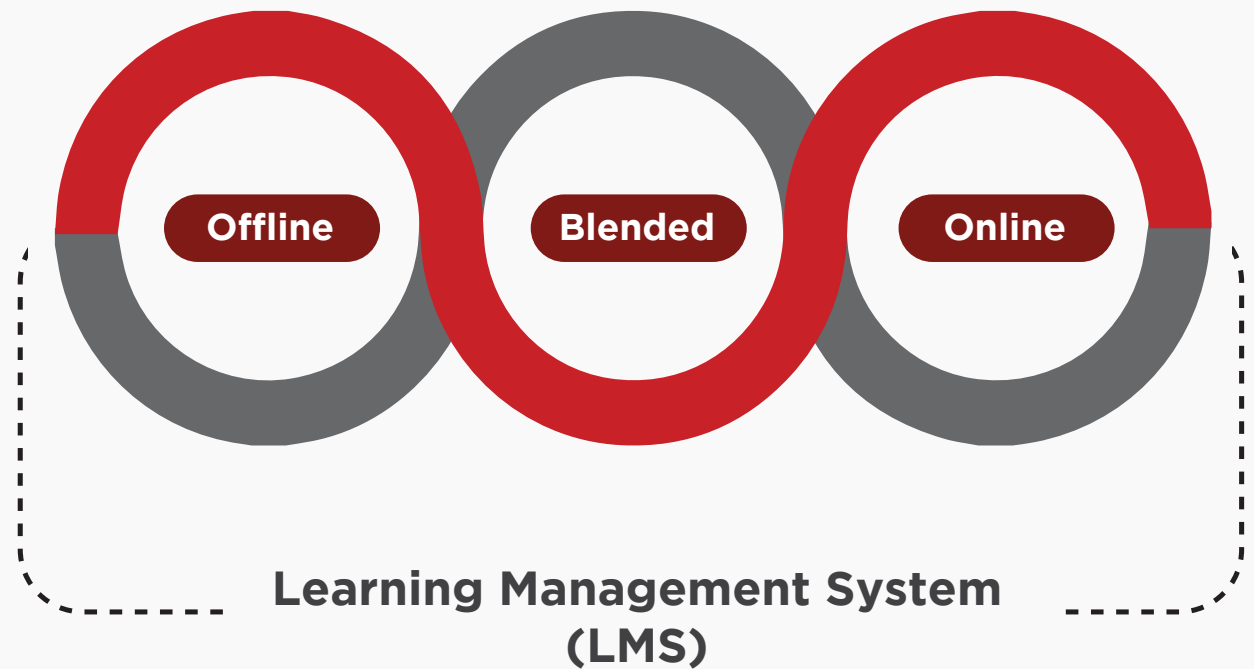 Offline
Blended
Online
Learning Management System
(LMS)